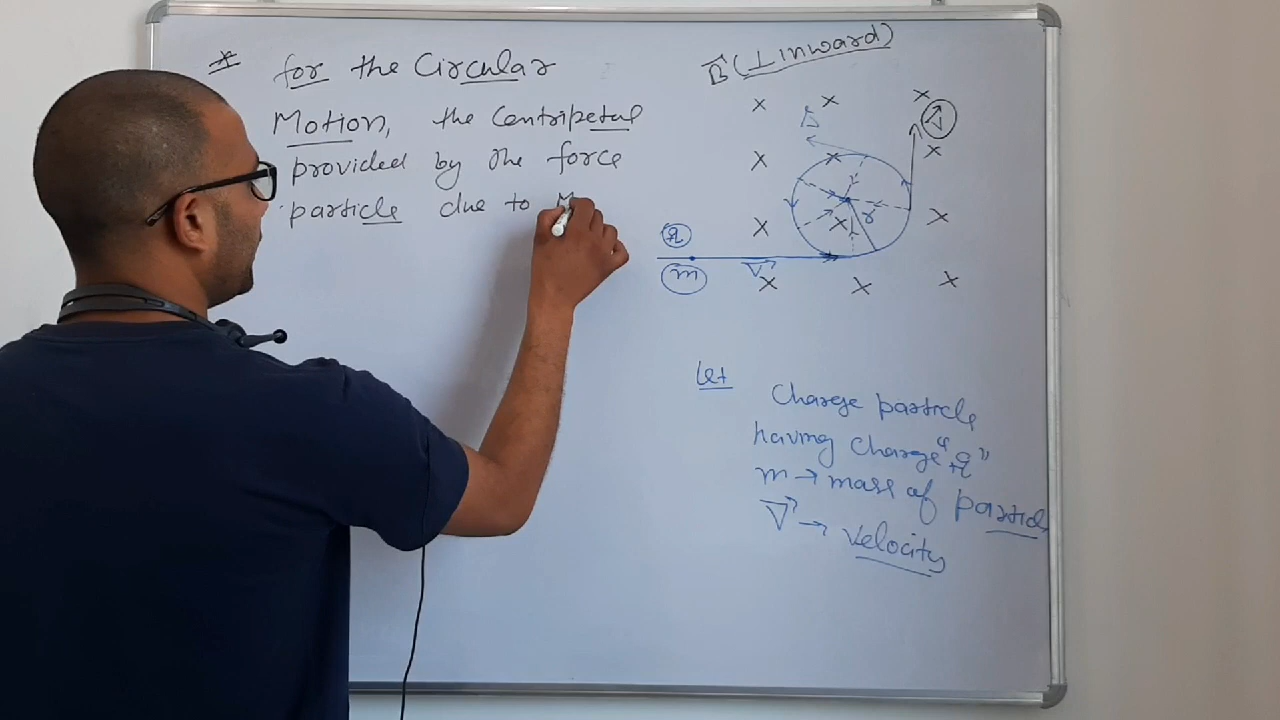 * for the Circular
Motion, the Centripetal
provided by the force
particle due to M
B⃗ (⊥ inward)
× × ×
× × ×
× × ×
× × ×
V⃗
V⃗
r
r
q
m
V⃗
Let
Charge particle
having Charge "+q"
m → mass of particle
V⃗ → Velocity